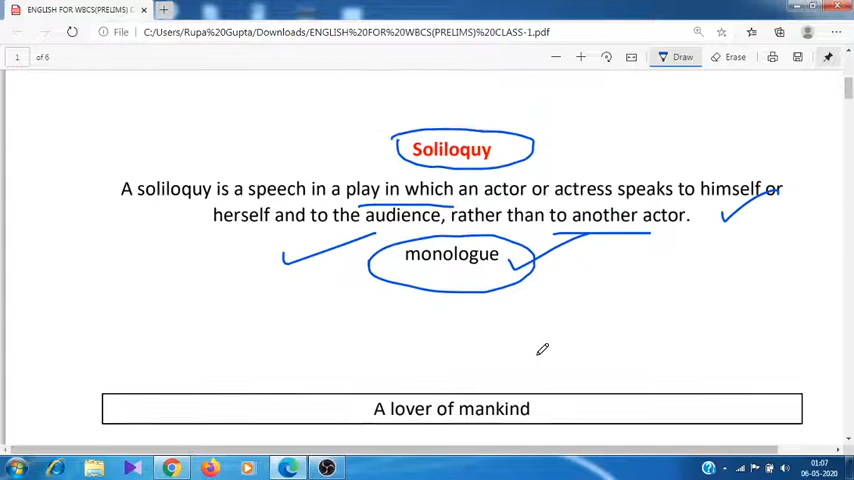 ENGLISH FOR WBCS(PRELIMS) C
File
C:/Users/Rupa%20Gupta/Downloads/ENGLISH%20FOR%20WBCS(PRELIMS)%20CLASS-1.pdf
1 of 6
Draw
Erase
Soliloquy
A soliloquy is a speech in a play in which an actor or actress speaks to himself or
herself and to the audience, rather than to another actor.
monologue
A lover of mankind
01:07
06-05-2020